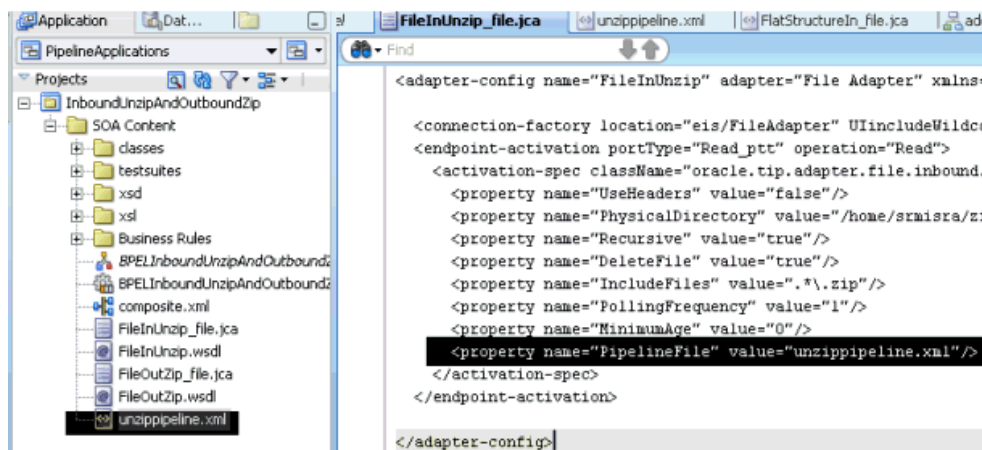 Application
Dat...
FileInUnzip_file.jca
unzippipeline.xml
FlatStructureIn_file.jca
PipelineApplications
Find
Projects
InboundUnzipAndOutboundZip
SOA Content
classes
testsuites
xsd
xsl
Business Rules
BPELInboundUnzipAndOutbound
BPELInboundUnzipAndOutbound
composite.xml
FileInUnzip_file.jca
FileInUnzip.wsdl
FileOutZip_file.jca
FileOutZip.wsdl
unzippipeline.xml
<adapter-config name="FileInUnzip" adapter="File Adapter" xmlns=
<connection-factory location="eis/FileAdapter" UIincludeWildc
<endpoint-activation portType="Read_ptt" operation="Read">
<activation-spec className="oracle.tip.adapter.file.inbound.
<property name="UseHeaders" value="false"/>
<property name="PhysicalDirectory" value="/home/srmisra/z
<property name="Recursive" value="true"/>
<property name="DeleteFile" value="true"/>
<property name="IncludeFiles" value=".*\.zip"/>
<property name="PollingFrequency" value="1"/>
<property name="MinimumAge" value="0"/>
<property name="PipelineFile" value="unzippipeline.xml"/>
</activation-spec>
</endpoint-activation>
</adapter-config>